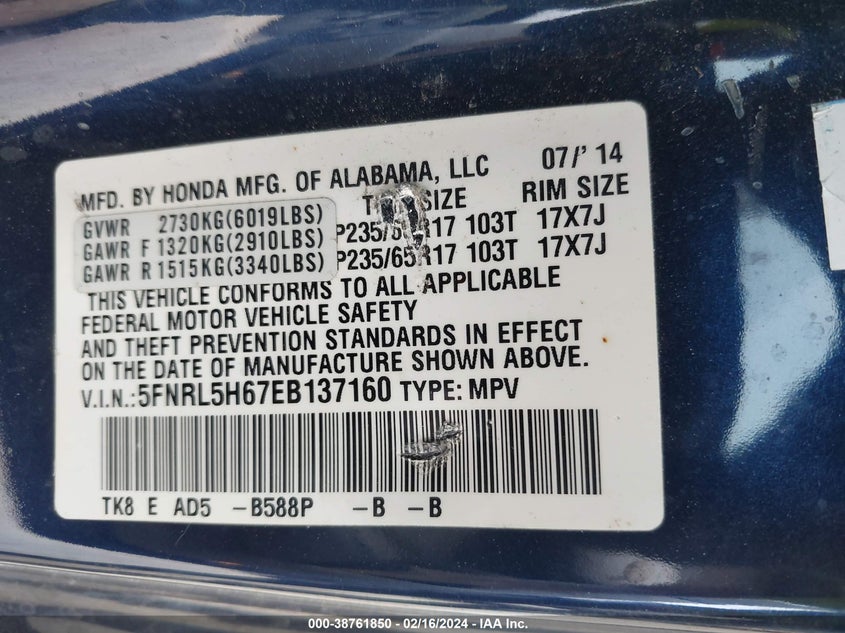 MFD. BY HONDA MFG. OF ALABAMA, LLC 07/' 14
SIZE RIM SIZE
GVWR 2730KG(6019LBS)
GAWR F 1320KG(2910LBS) 103T 17X7J
GAWR R 1515KG(3340LBS) P235/65R17 103T 17X7J
THIS VEHICLE CONFORMS TO ALL APPLICABLE
FEDERAL MOTOR VEHICLE SAFETY
AND THEFT PREVENTION STANDARDS IN EFFECT
ON THE DATE OF MANUFACTURE SHOWN ABOVE.
V.I.N.:5FNRL5H67EB137160 TYPE: MPV
TK8 E AD5 -B588P -B -B
000-38761850 - 02/16/2024 - IAA Inc.